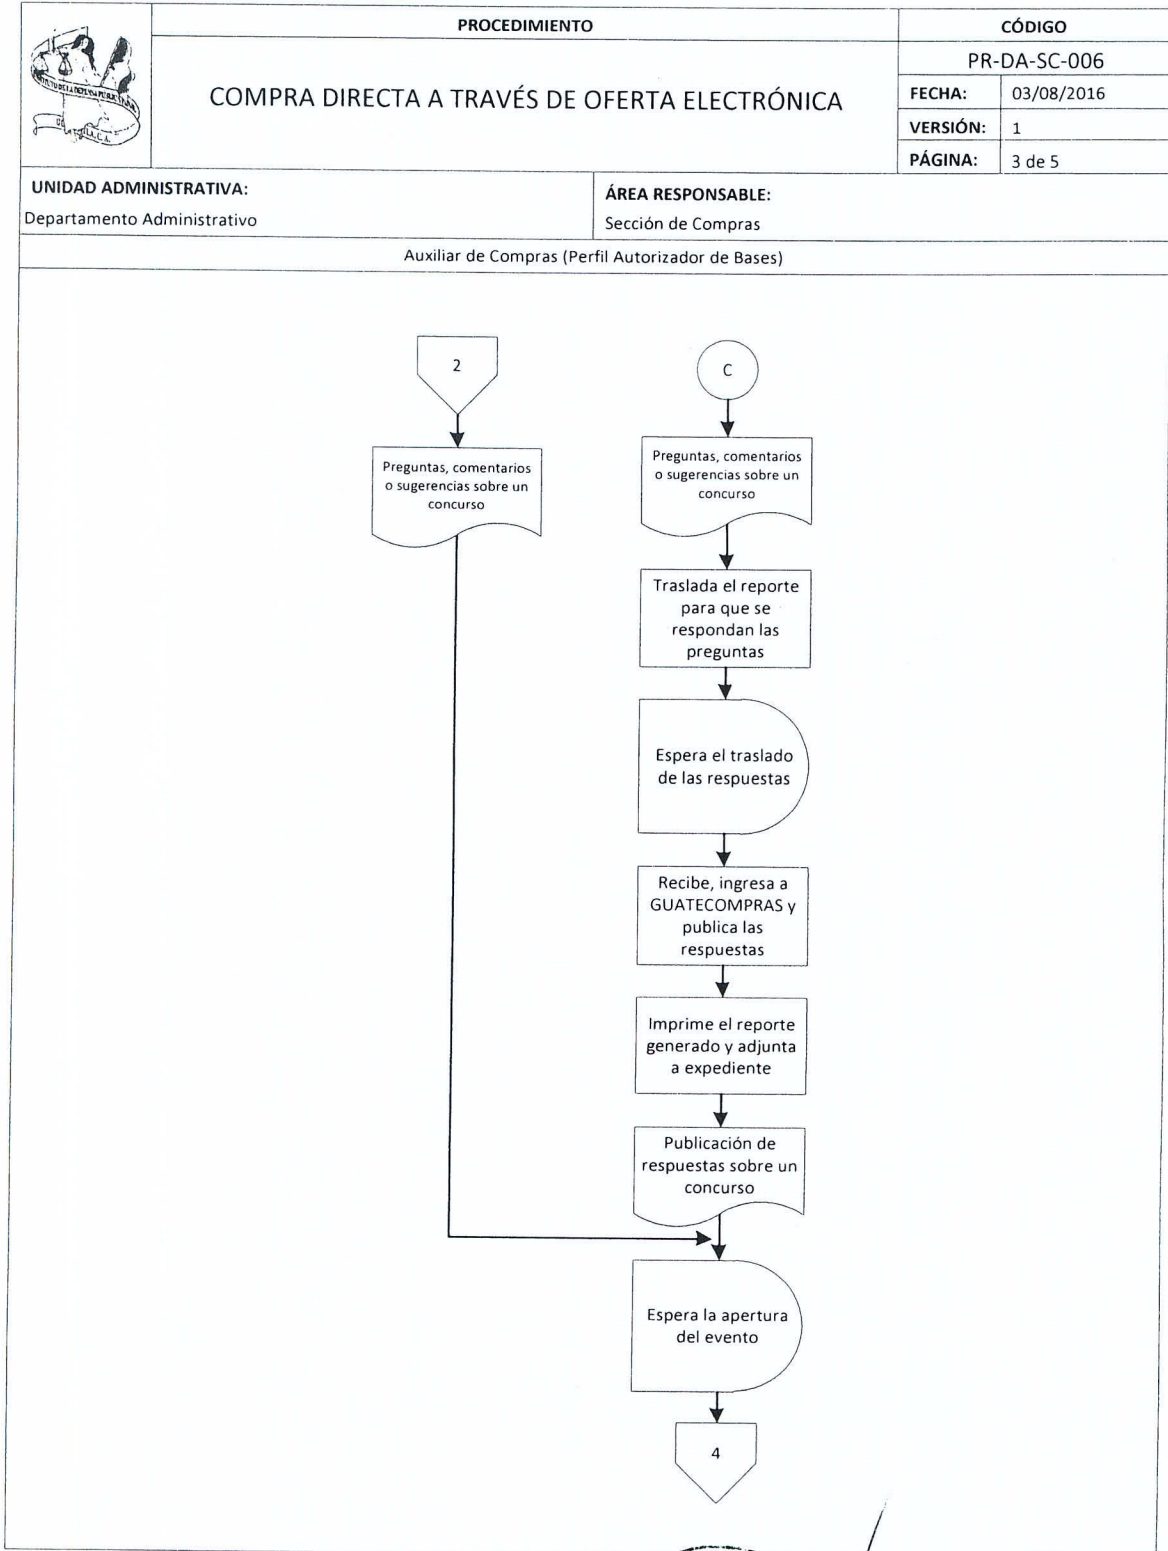 PROCEDIMIENTO
CÓDIGO
COMPRA DIRECTA A TRAVÉS DE OFERTA ELECTRÓNICA
PR-DA-SC-006
FECHA: 03/08/2016
VERSIÓN: 1
PÁGINA: 3 de 5
UNIDAD ADMINISTRATIVA:
Departamento Administrativo
ÁREA RESPONSABLE:
Sección de Compras
Auxiliar de Compras (Perfil Autorizador de Bases)
2
Preguntas, comentarios
o sugerencias sobre un
concurso
C
Preguntas, comentarios
o sugerencias sobre un
concurso
Traslada el reporte
para que se
respondan las
preguntas
Espera el traslado
de las respuestas
Recibe, ingresa a
GUATECOMPRAS y
publica las
respuestas
Imprime el reporte
generado y adjunta
a expediente
Publicación de
respuestas sobre un
concurso
Espera la apertura
del evento
4